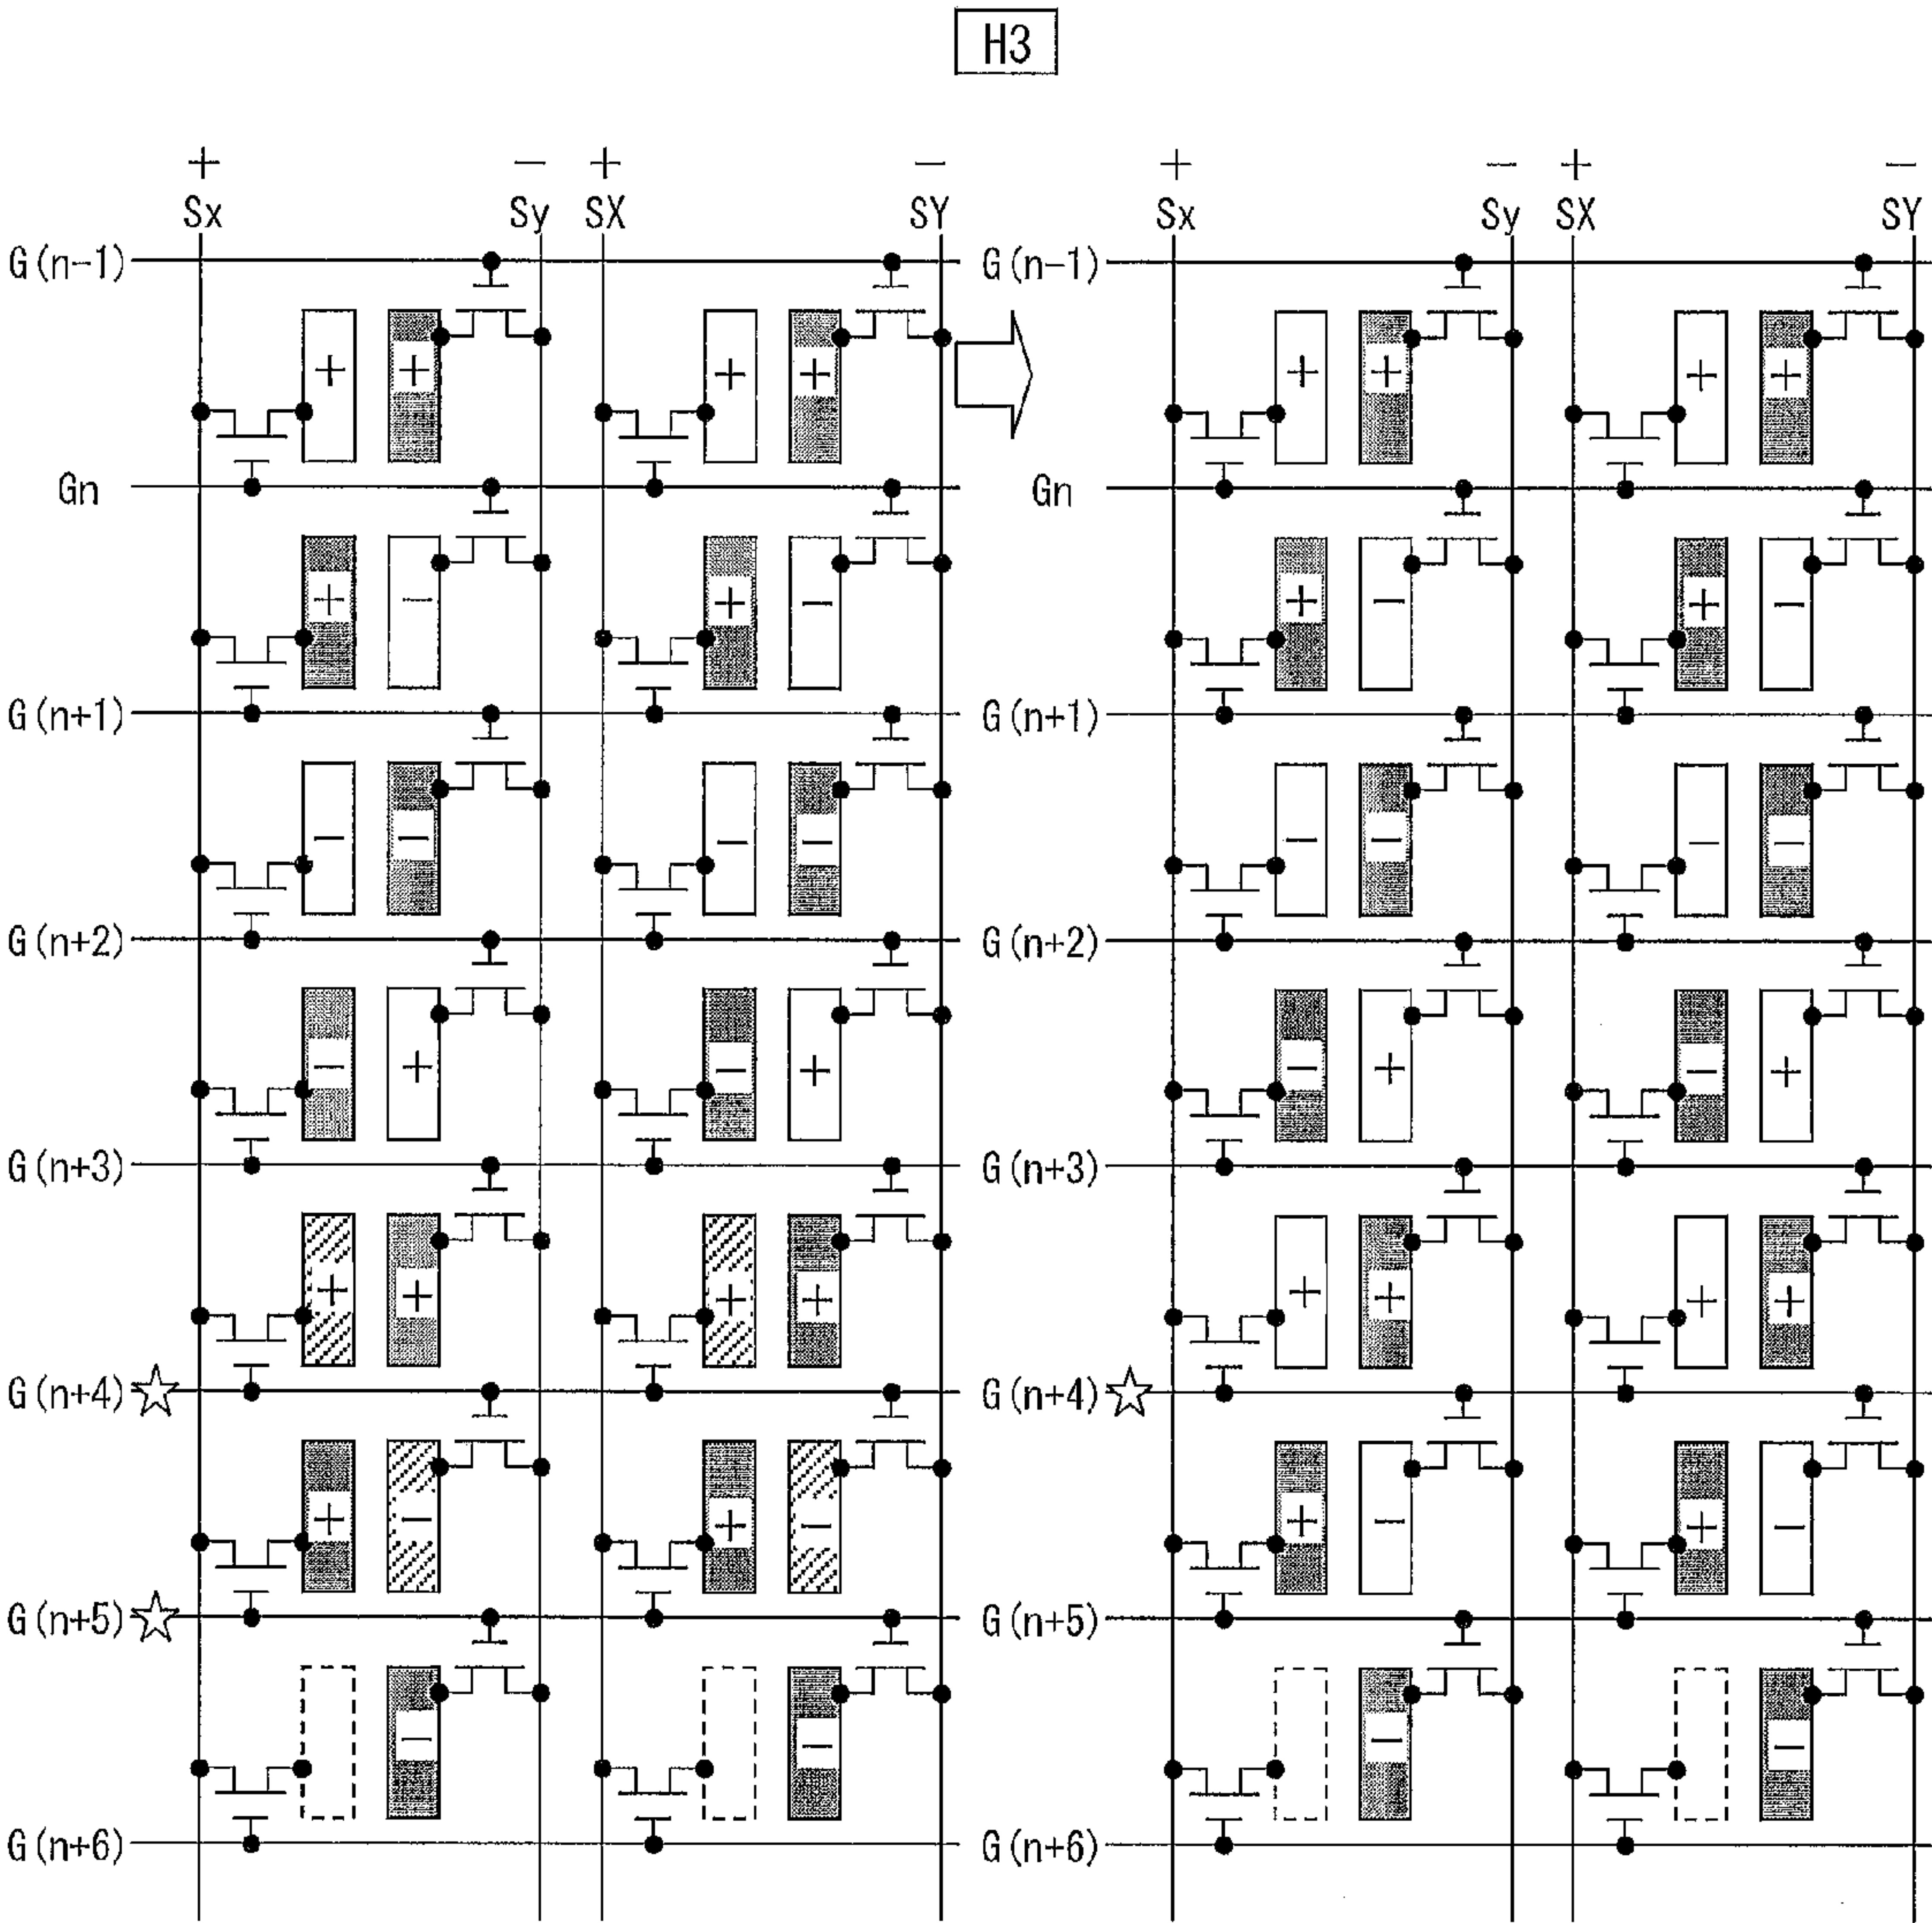 H3
+ − + − + − + −
Sx Sy SX SY Sx Sy SX SY
G(n-1) G(n-1)
+ + + + + + + +
Gn Gn
+ − + − + − + −
G(n+1) G(n+1)
− − − − − − − −
G(n+2) G(n+2)
− + − + − + − +
G(n+3) G(n+3)
+ + + + + + + +
G(n+4)☆ G(n+4)☆
+ − + − + − + −
G(n+5)☆ G(n+5)
− − − −
G(n+6) G(n+6)